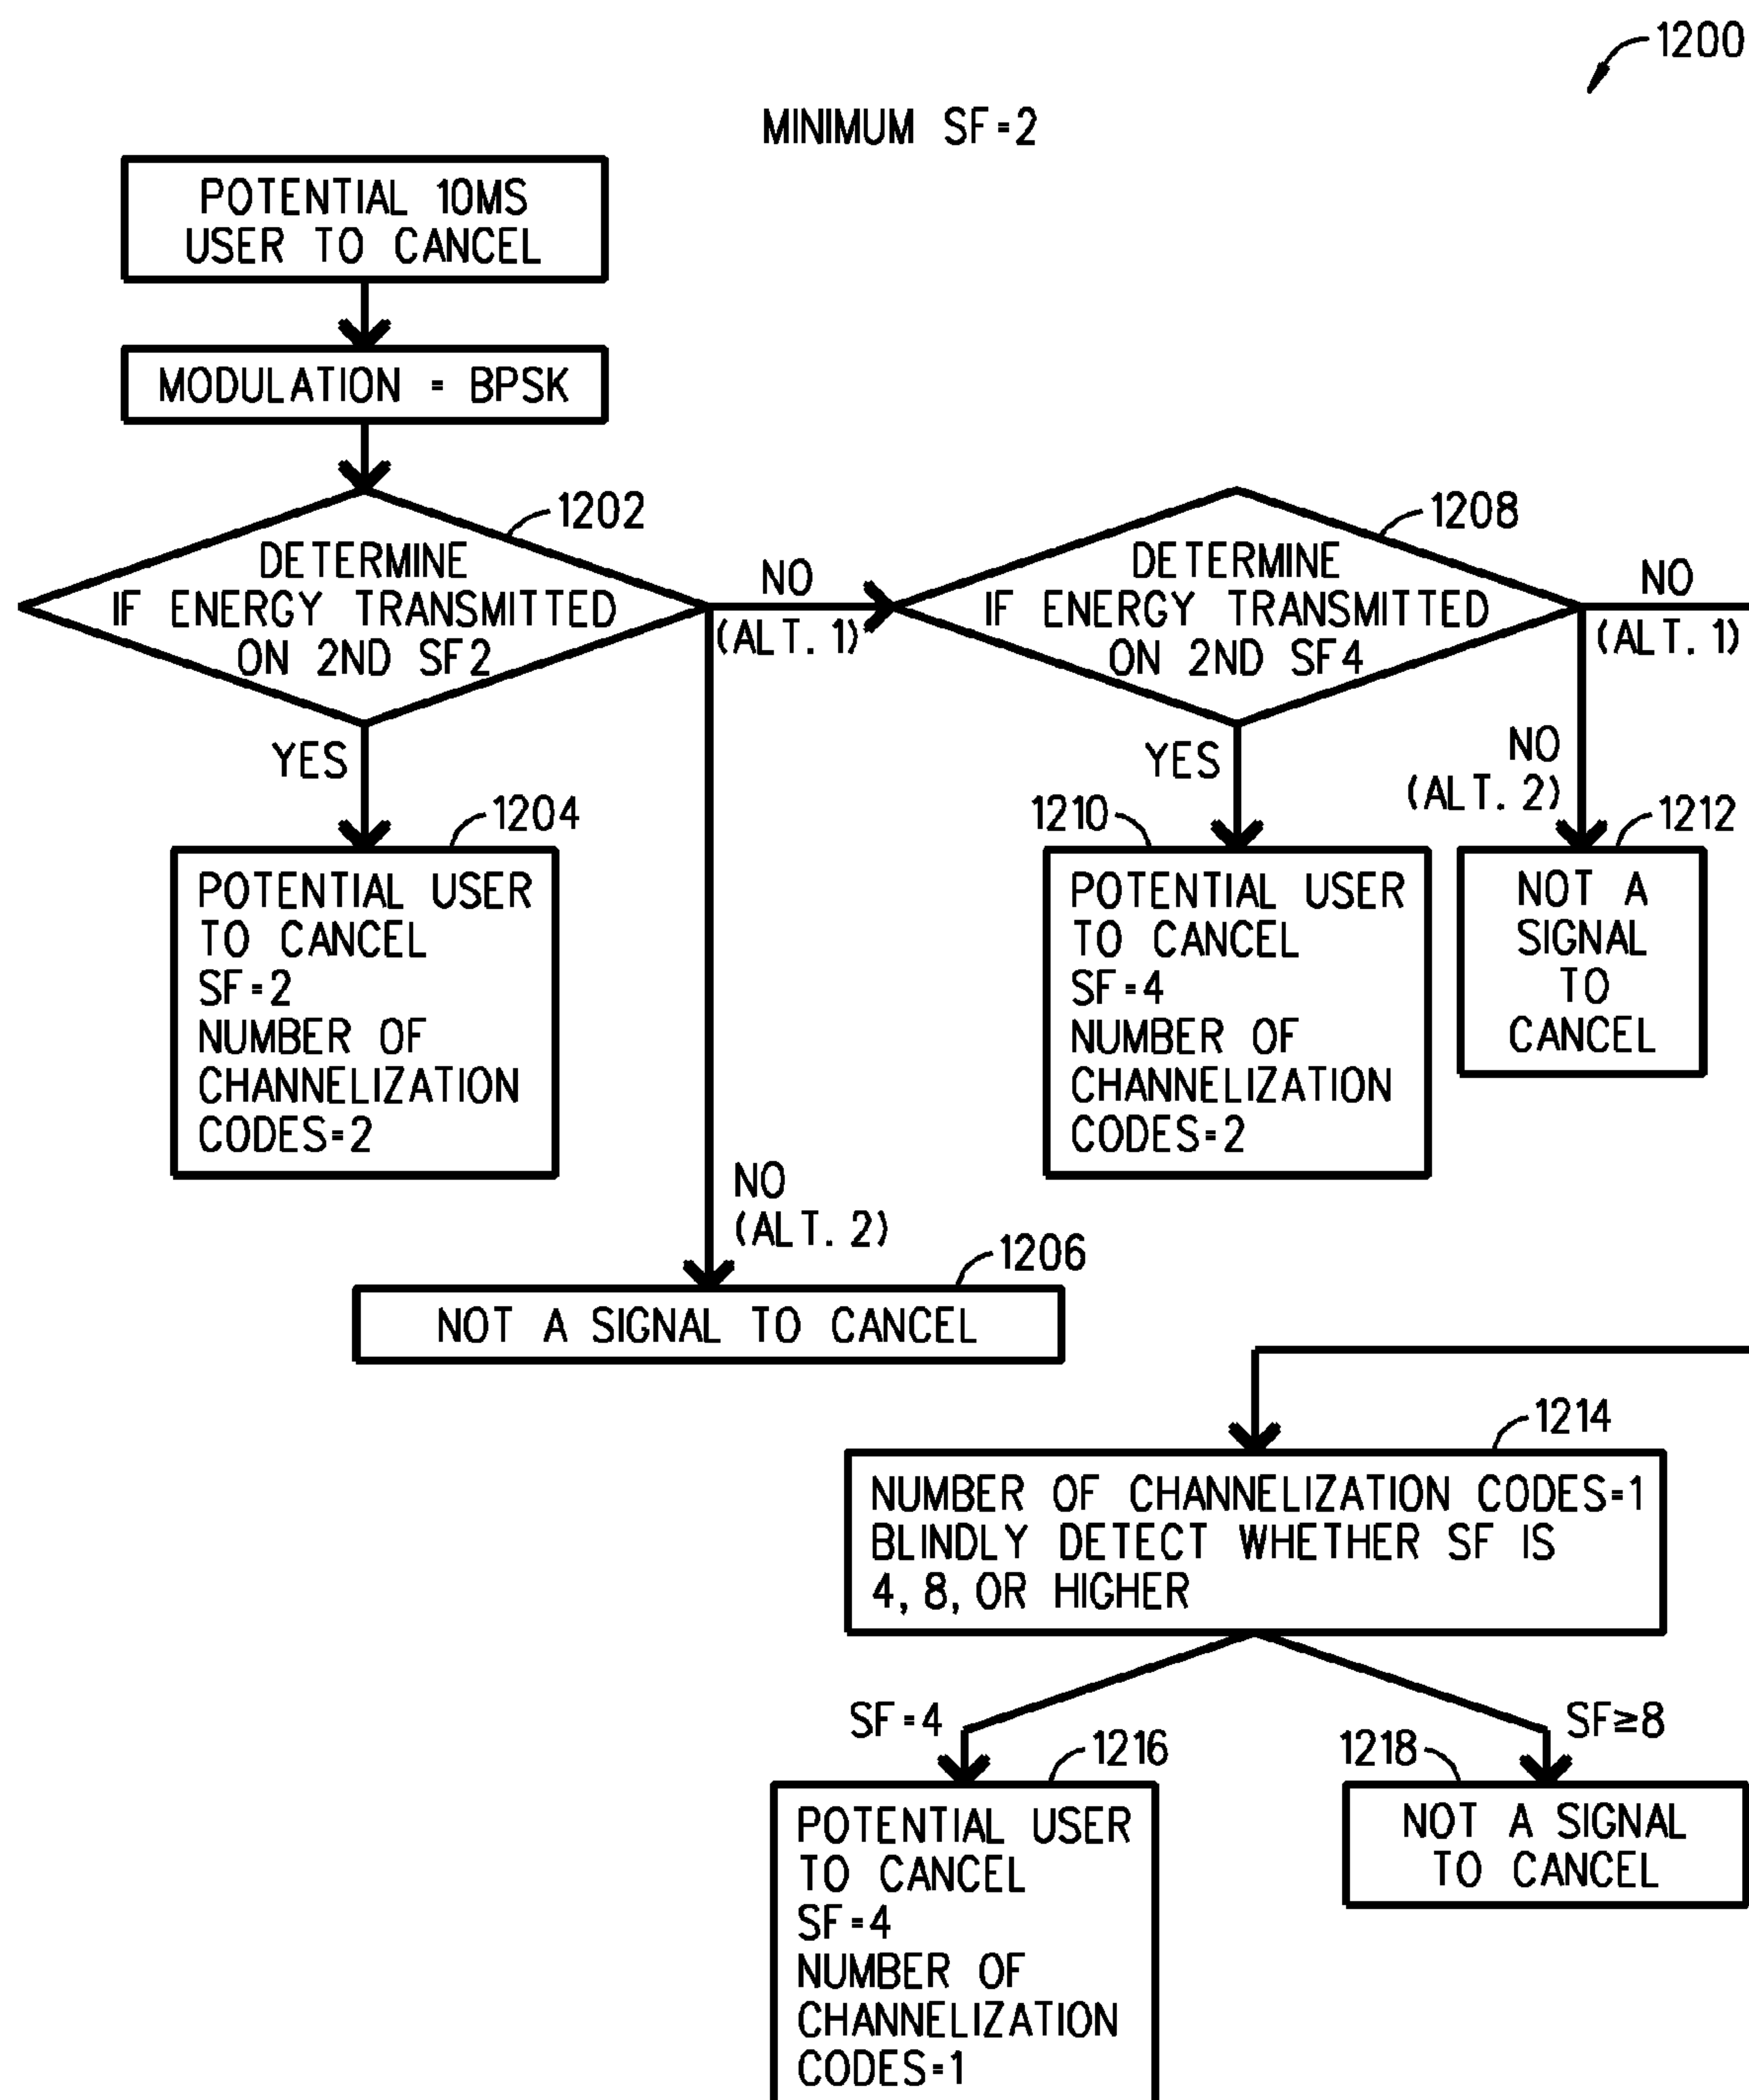 1200
MINIMUM SF=2
POTENTIAL 10MS
USER TO CANCEL
MODULATION = BPSK
1202
DETERMINE
IF ENERGY TRANSMITTED
ON 2ND SF2
NO
(ALT. 1)
1208
DETERMINE
IF ENERGY TRANSMITTED
ON 2ND SF4
NO
(ALT. 1)
YES
YES
NO
(ALT. 2)
1204
POTENTIAL USER
TO CANCEL
SF=2
NUMBER OF
CHANNELIZATION
CODES=2
1210
POTENTIAL USER
TO CANCEL
SF=4
NUMBER OF
CHANNELIZATION
CODES=2
1212
NOT A
SIGNAL
TO
CANCEL
NO
(ALT. 2)
1206
NOT A SIGNAL TO CANCEL
1214
NUMBER OF CHANNELIZATION CODES=1
BLINDLY DETECT WHETHER SF IS
4, 8, OR HIGHER
SF=4
SF≥8
1216
POTENTIAL USER
TO CANCEL
SF=4
NUMBER OF
CHANNELIZATION
CODES=1
1218
NOT A SIGNAL
TO CANCEL